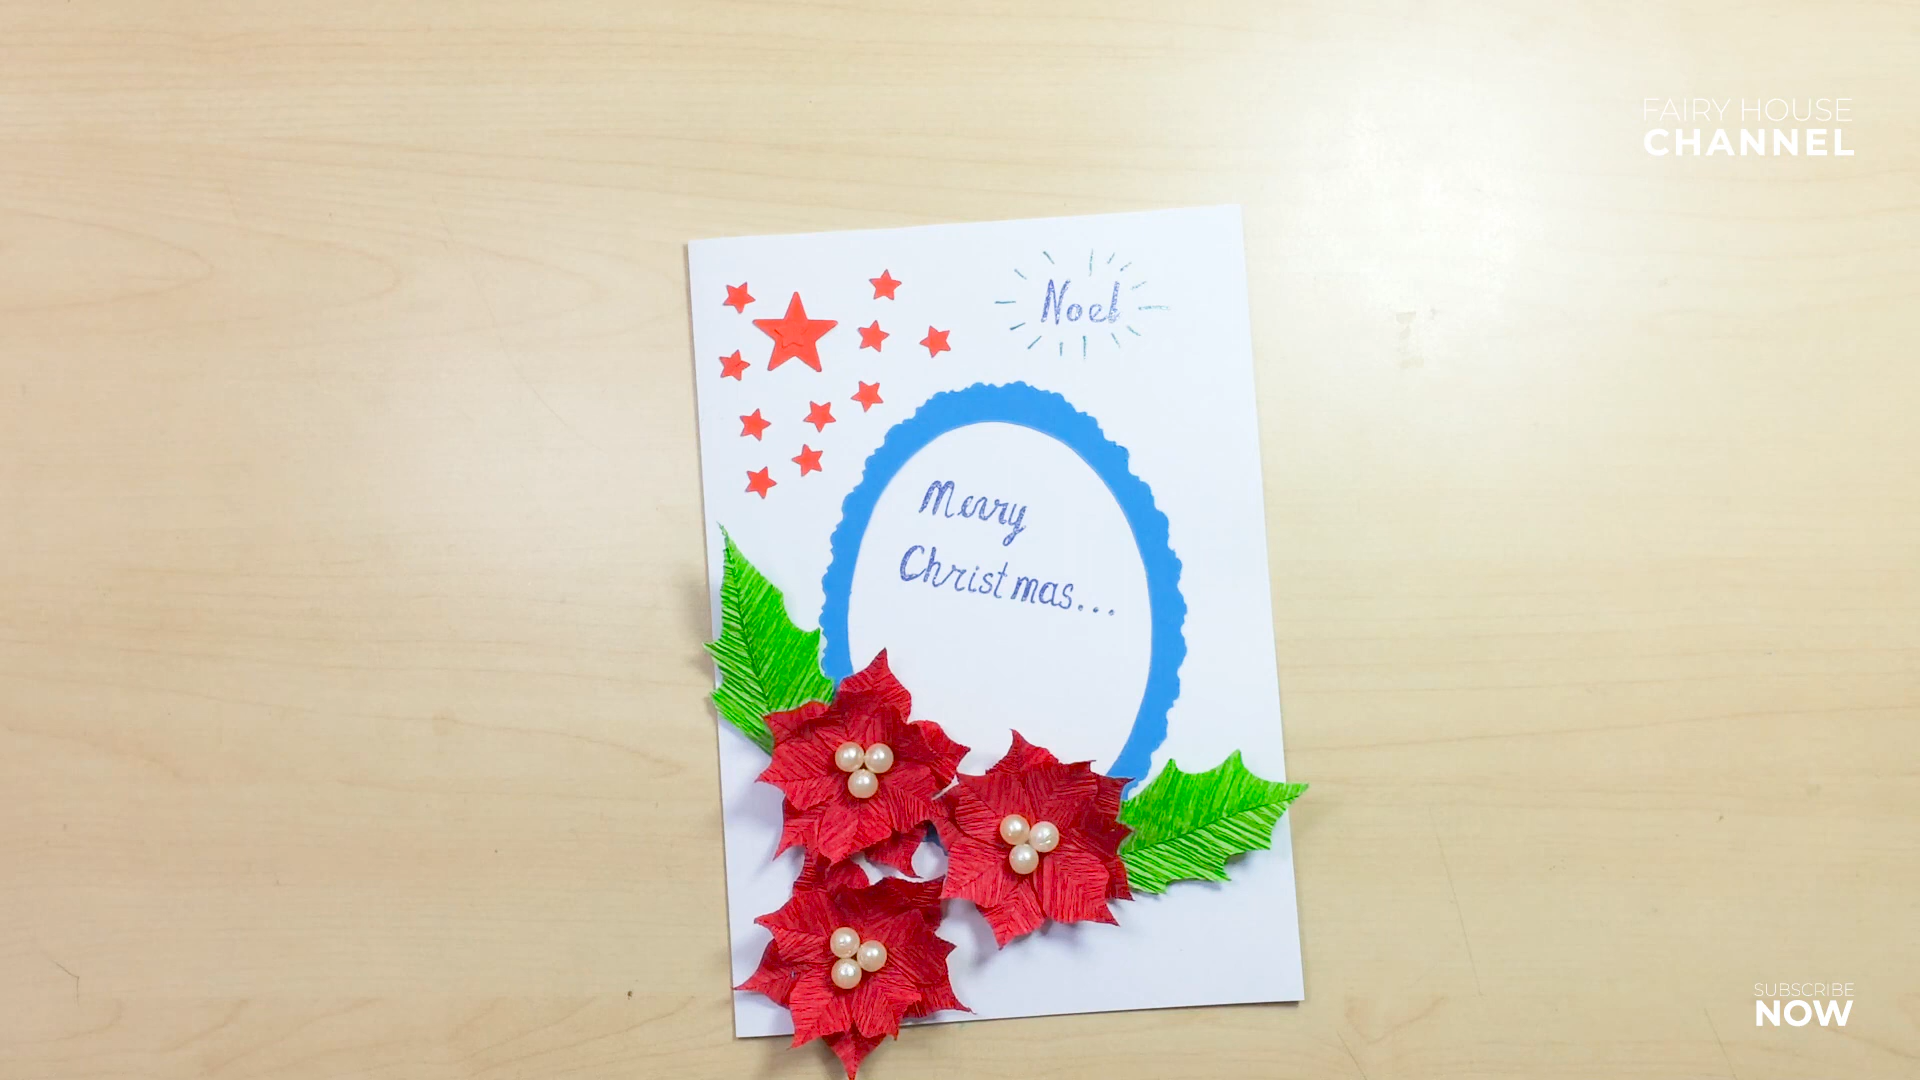 FAIRY HOUSE
CHANNEL
Noel
Merry
Christmas...
SUBSCRIBE
NOW